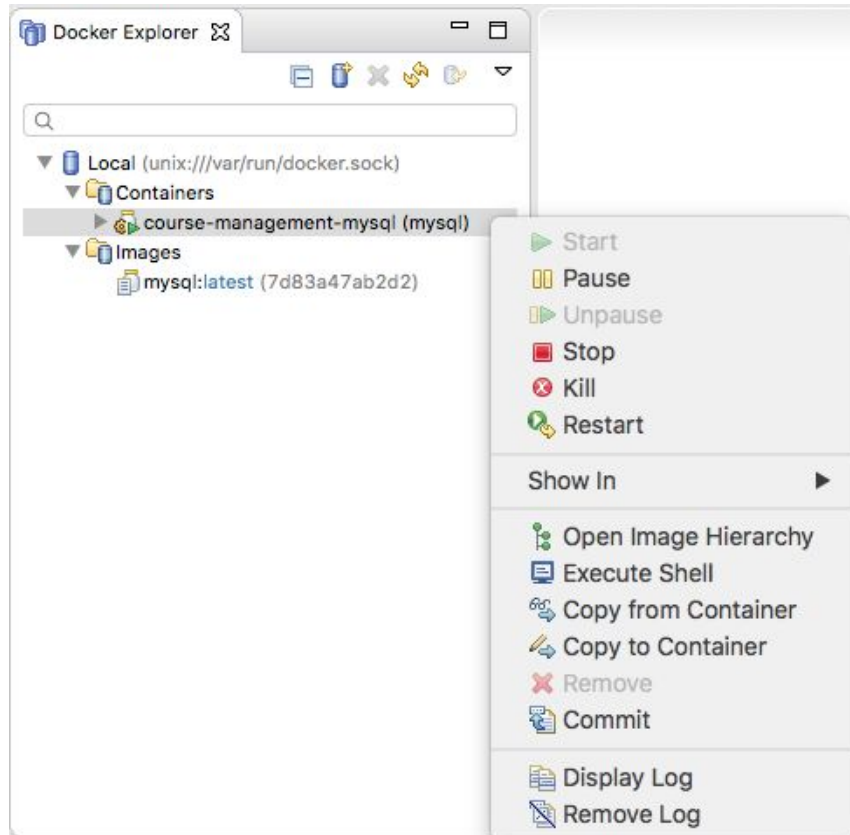 Docker Explorer
Local (unix:///var/run/docker.sock)
Containers
course-management-mysql (mysql)
Images
mysql:latest (7d83a47ab2d2)
Start
Pause
Unpause
Stop
Kill
Restart
Show In
Open Image Hierarchy
Execute Shell
Copy from Container
Copy to Container
Remove
Commit
Display Log
Remove Log